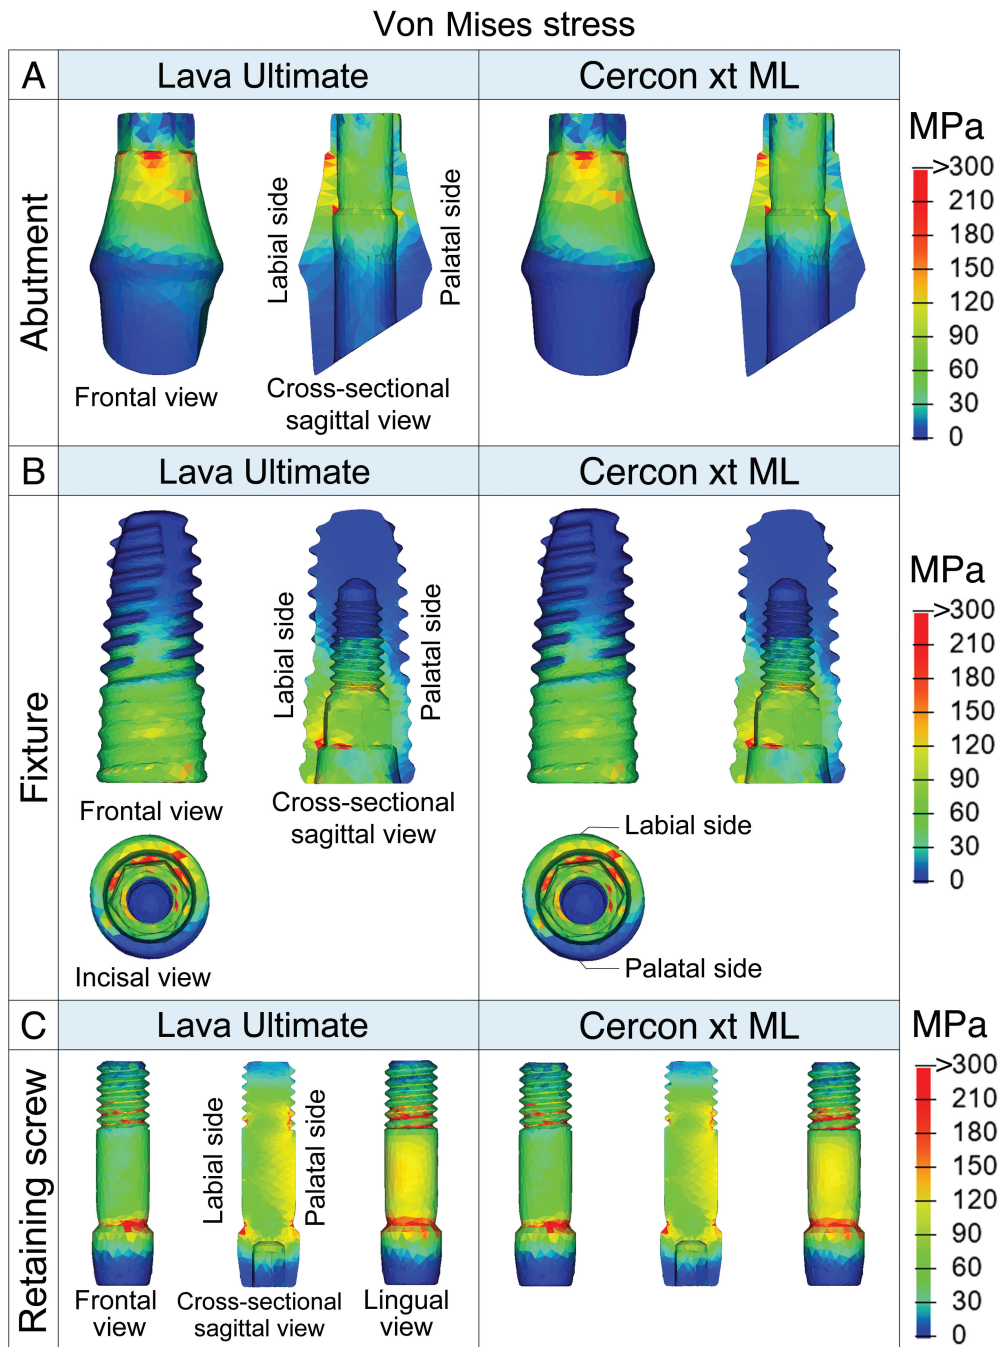 Von Mises stress
A
Lava Ultimate
Cercon xt ML
Abutment
Labial side
Palatal side
Frontal view
Cross-sectional
sagittal view
MPa
>300
210
180
150
120
90
60
30
0
B
Lava Ultimate
Cercon xt ML
Fixture
Labial side
Palatal side
Frontal view
Cross-sectional
sagittal view
Incisal view
Labial side
Palatal side
MPa
>300
210
180
150
120
90
60
30
0
C
Lava Ultimate
Cercon xt ML
Retaining screw
Labial side
Palatal side
Frontal
view
Cross-sectional
sagittal view
Lingual
view
MPa
>300
210
180
150
120
90
60
30
0